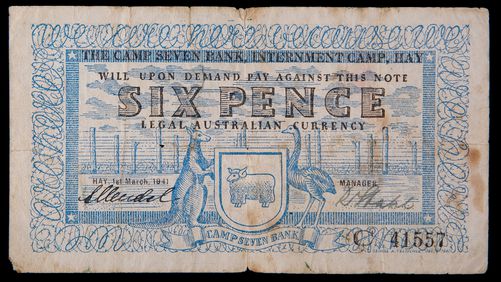 THE CAMP SEVEN BANK, INTERNMENT CAMP, HAY
WILL UPON DEMAND PAY AGAINST THIS NOTE
SIX PENCE
LEGAL AUSTRALIAN CURRENCY
HAY, 1st March, 1941
MANAGER
CAMP SEVEN BANK
C 41557